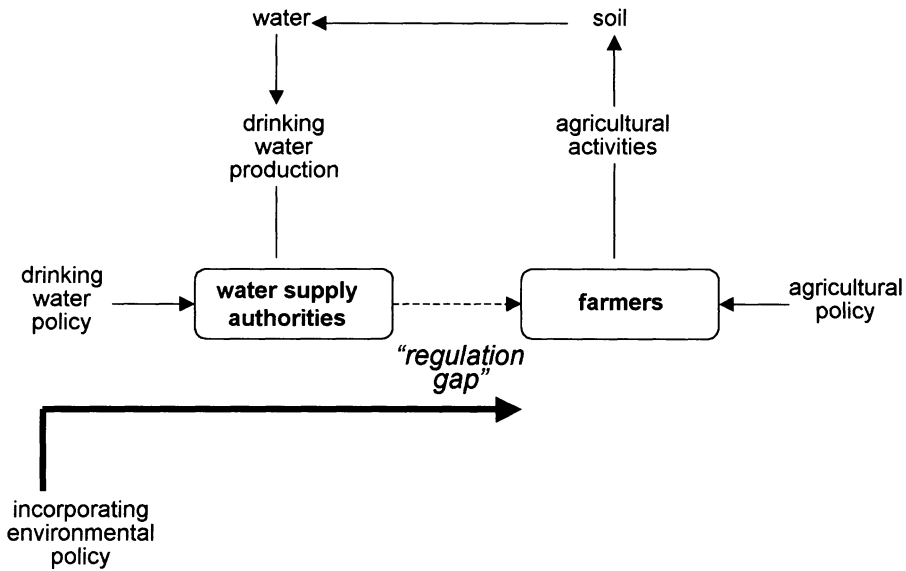 water
soil
drinking
water
production
agricultural
activities
drinking
water
policy
water supply
authorities
farmers
agricultural
policy
“regulation
gap”
incorporating
environmental
policy